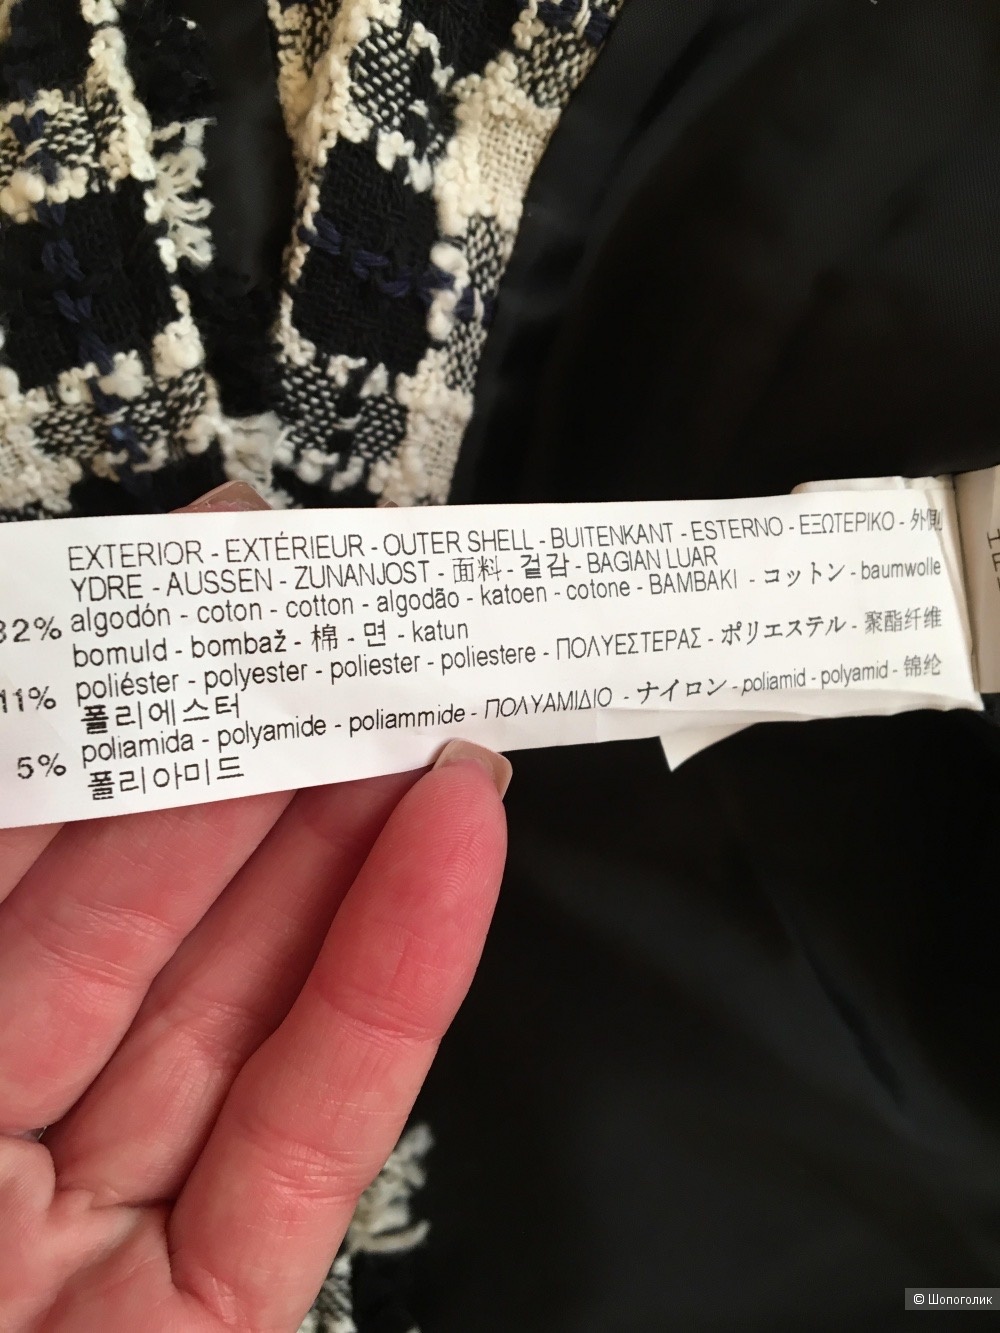 EXTERIOR - EXTÉRIEUR - OUTER SHELL - BUITENKANT - ESTERNO - ΕΞΩΤΕΡΙΚΟ - 外側
YDRE - AUSSEN - ZUNANJOST - 面料 - 겉감 - BAGIAN LUAR
82% algodón - coton - cotton - algodão - katoen - cotone - BAMBAKI - コットン - baumwolle
bomuld - bombaž - 棉 - 면 - katun
11% poliéster - polyester - poliester - poliestere - ΠΟΛΥΕΣΤΕΡΑΣ - ポリエステル - 聚酯纤维
폴리에스터
5% poliamida - polyamide - poliammide - ΠΟΛΥΑΜΙΔΙΟ - ナイロン - poliamid - polyamid - 锦纶
폴리아미드
© Шопоголик